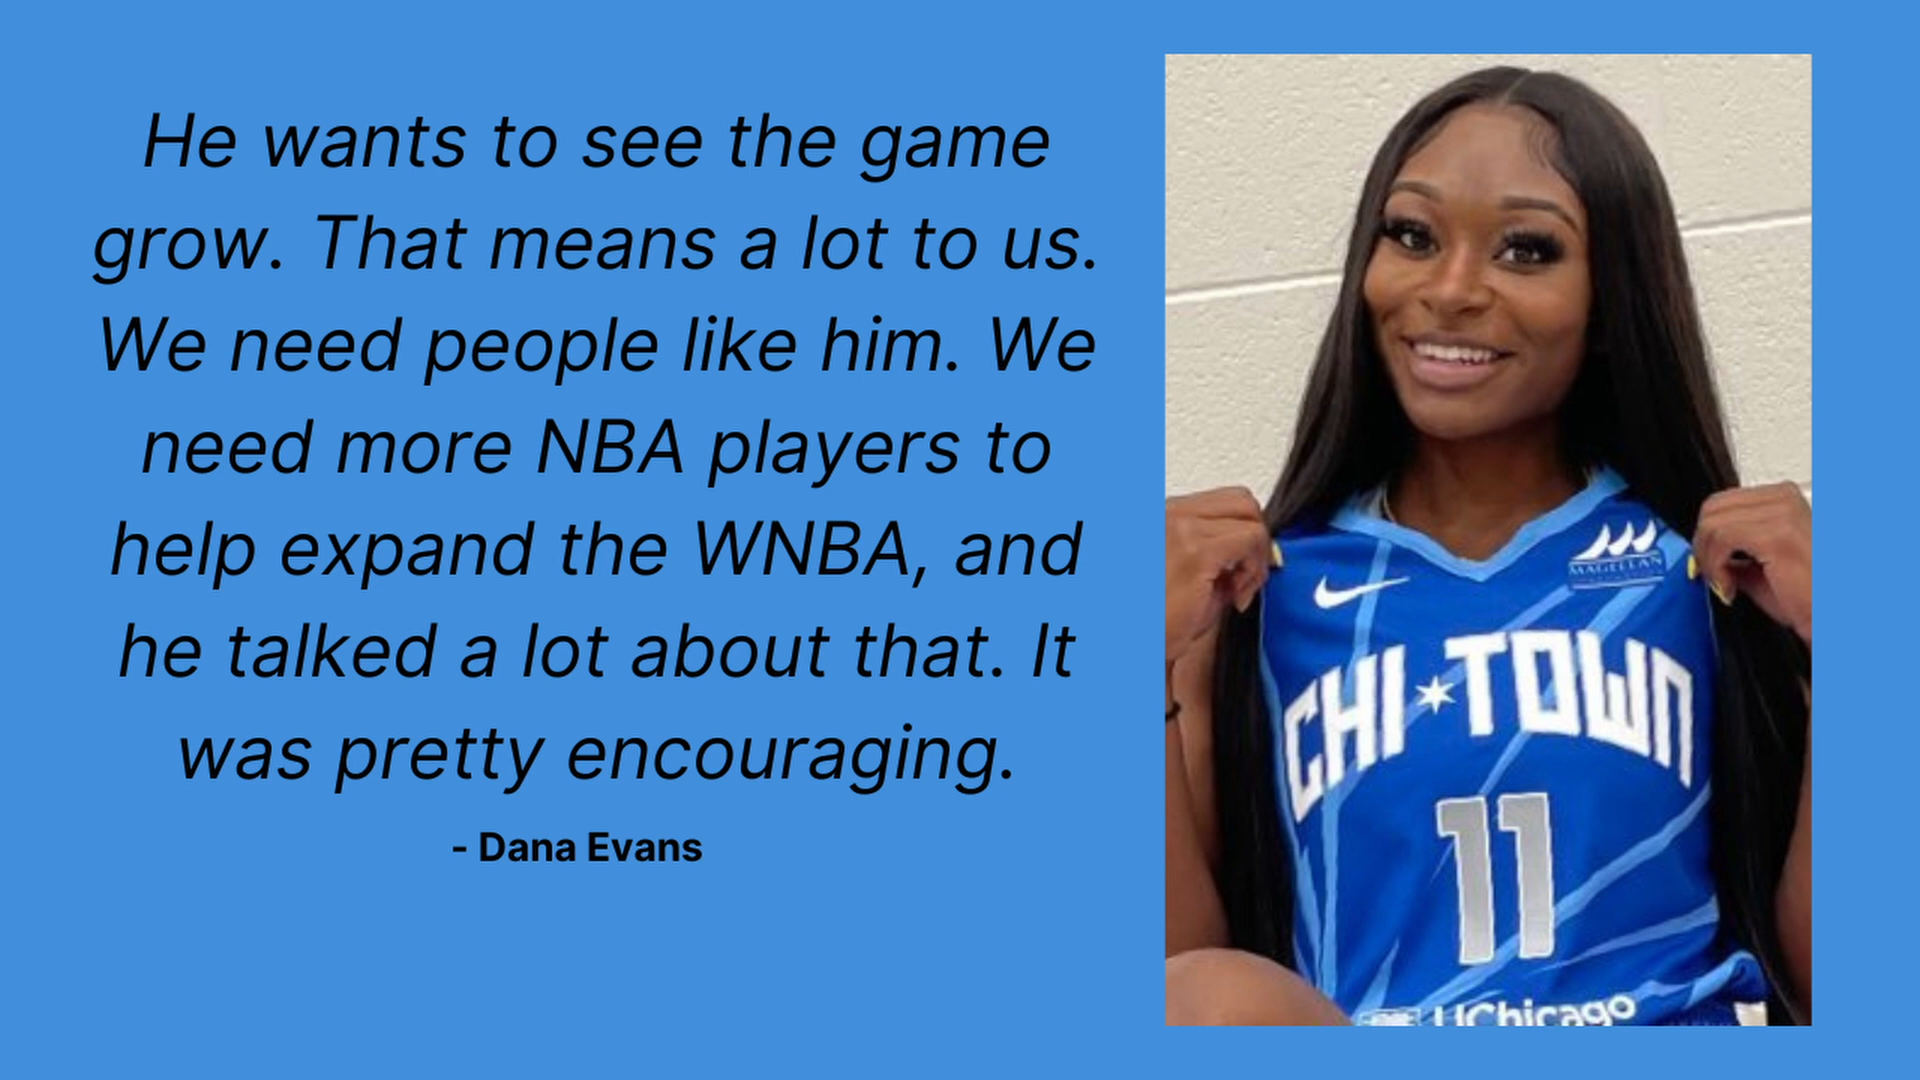 He wants to see the game
grow. That means a lot to us.
We need people like him. We
need more NBA players to
help expand the WNBA, and
he talked a lot about that. It
was pretty encouraging.
- Dana Evans
MAGELLAN
CHI★TOWN
11
UChicago